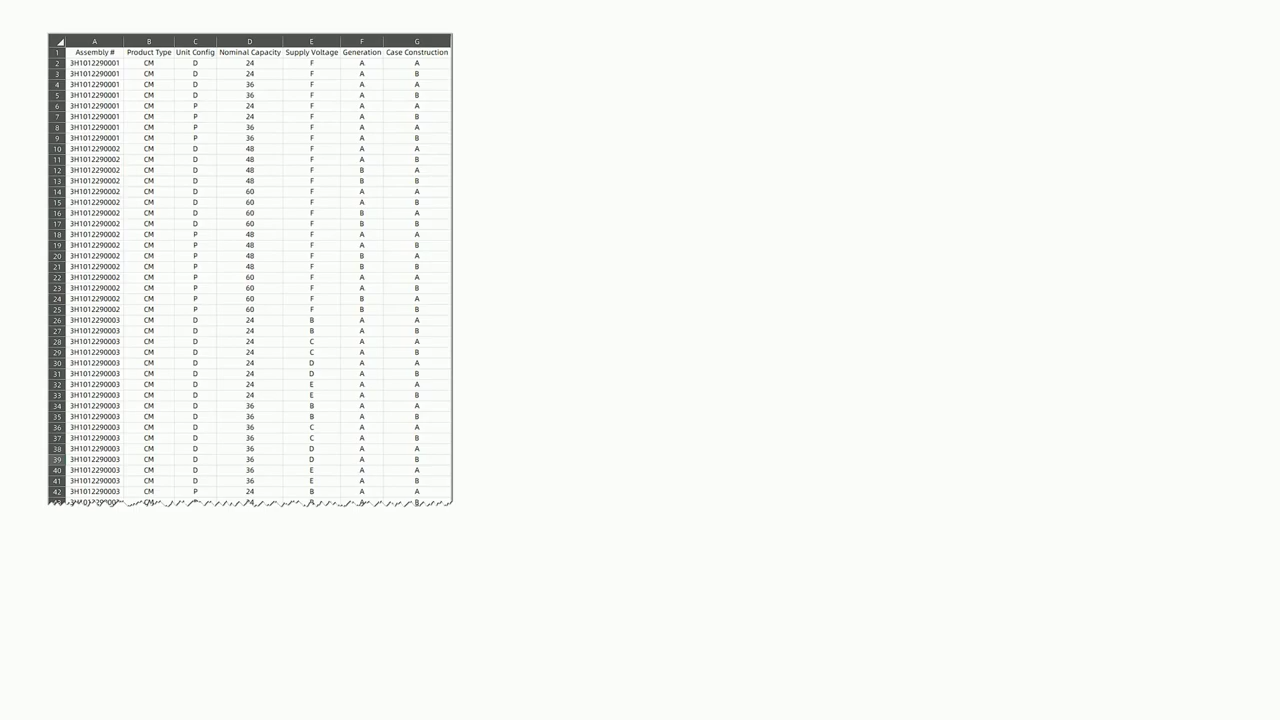 A B C D E F G
1 Assembly # Product Type Unit Config Nominal Capacity Supply Voltage Generation Case Construction
2 3H1012290001 CM D 24 F A A
3 3H1012290001 CM D 24 F A B
4 3H1012290001 CM D 36 F A A
5 3H1012290001 CM D 36 F A B
6 3H1012290001 CM P 24 F A A
7 3H1012290001 CM P 24 F A B
8 3H1012290001 CM P 36 F A A
9 3H1012290001 CM P 36 F A B
10 3H1012290002 CM D 48 F A A
11 3H1012290002 CM D 48 F A B
12 3H1012290002 CM D 48 F B A
13 3H1012290002 CM D 48 F B B
14 3H1012290002 CM D 60 F A A
15 3H1012290002 CM D 60 F A B
16 3H1012290002 CM D 60 F B A
17 3H1012290002 CM D 60 F B B
18 3H1012290002 CM P 48 F A A
19 3H1012290002 CM P 48 F A B
20 3H1012290002 CM P 48 F B A
21 3H1012290002 CM P 48 F B B
22 3H1012290002 CM P 60 F A A
23 3H1012290002 CM P 60 F A B
24 3H1012290002 CM P 60 F B A
25 3H1012290002 CM P 60 F B B
26 3H1012290003 CM D 24 B A A
27 3H1012290003 CM D 24 B A B
28 3H1012290003 CM D 24 C A A
29 3H1012290003 CM D 24 C A B
30 3H1012290003 CM D 24 D A A
31 3H1012290003 CM D 24 D A B
32 3H1012290003 CM D 24 E A A
33 3H1012290003 CM D 24 E A B
34 3H1012290003 CM D 36 B A A
35 3H1012290003 CM D 36 B A B
36 3H1012290003 CM D 36 C A A
37 3H1012290003 CM D 36 C A B
38 3H1012290003 CM D 36 D A A
39 3H1012290003 CM D 36 D A B
40 3H1012290003 CM D 36 E A A
41 3H1012290003 CM D 36 E A B
42 3H1012290003 CM P 24 B A A